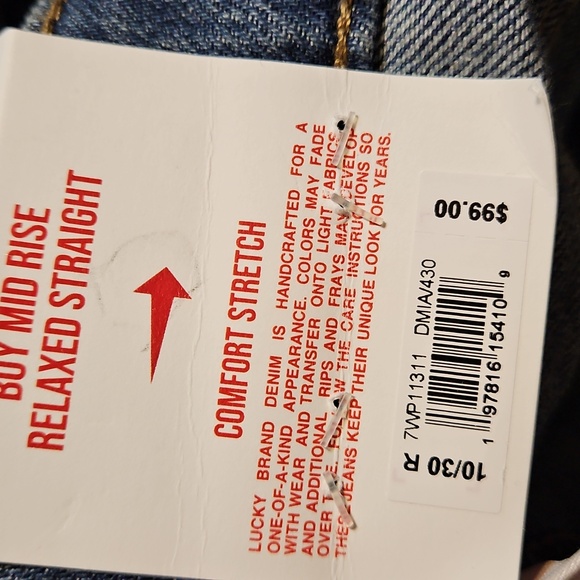 BOY MID RISE
RELAXED STRAIGHT
COMFORT STRETCH
LUCKY BRAND DENIM IS HANDCRAFTED FOR A
ONE-OF-A-KIND APPEARANCE. COLORS MAY FADE
WITH WEAR AND TRANSFER ONTO LIGHT FABRICS
AND ADDITIONAL RIPS AND FRAYS MAY DEVELOP
OVER THE CARE INSTRUCTIONS SO
JEANS KEEP THEIR UNIQUE LOOK FOR YEARS.
$99.00
7WP11311 DMIA/430
1 97816 15410 9
10/30 R